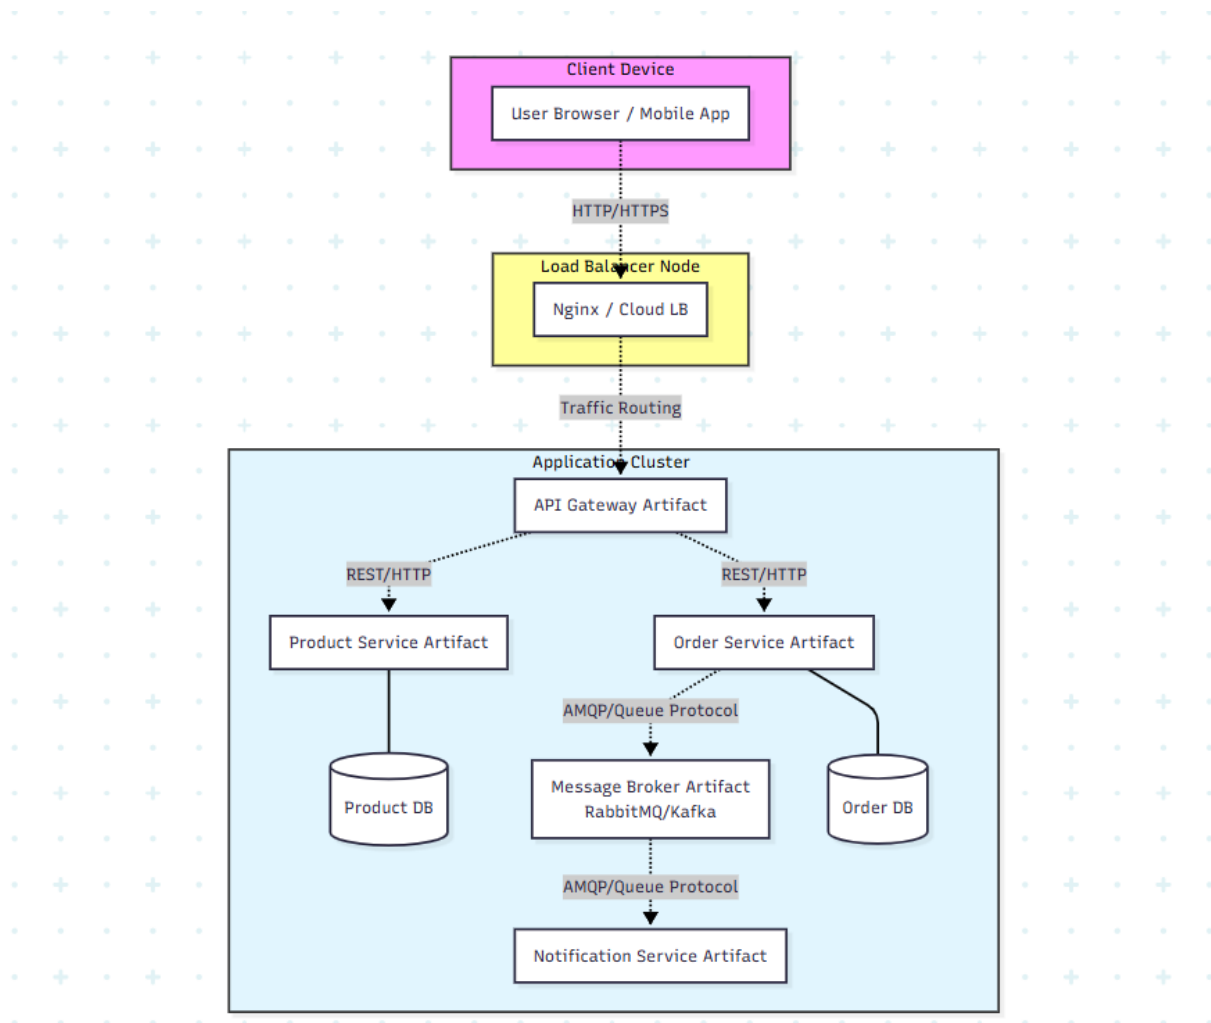 Client Device
User Browser / Mobile App
HTTP/HTTPS
Load Balancer Node
Nginx / Cloud LB
Traffic Routing
Application Cluster
API Gateway Artifact
REST/HTTP
REST/HTTP
Product Service Artifact
Order Service Artifact
AMQP/Queue Protocol
Message Broker Artifact
RabbitMQ/Kafka
Product DB
Order DB
AMQP/Queue Protocol
Notification Service Artifact